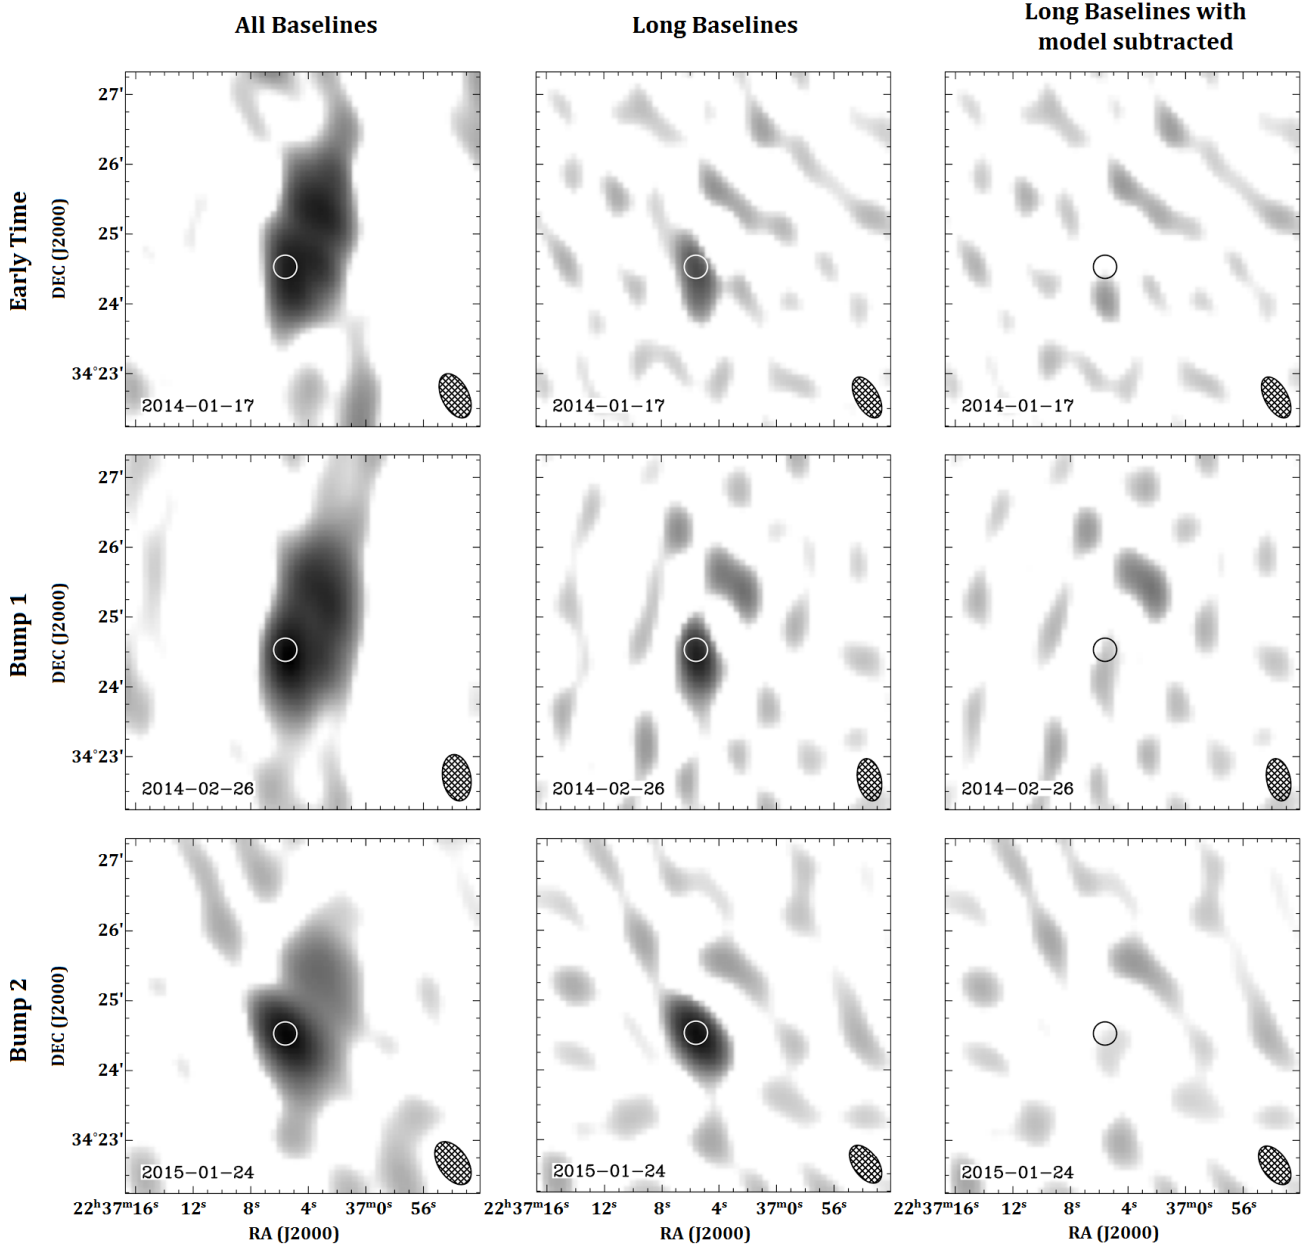 All Baselines
Long Baselines
Long Baselines with
model subtracted
Early Time
DEC (J2000)
27'
26'
25'
24'
34°23'
2014-01-17
2014-01-17
2014-01-17
Bump 1
DEC (J2000)
27'
26'
25'
24'
34°23'
2014-02-26
2014-02-26
2014-02-26
Bump 2
DEC (J2000)
27'
26'
25'
24'
34°23'
2015-01-24
2015-01-24
2015-01-24
22ʰ37ᵐ16ˢ 12ˢ 8ˢ 4ˢ 37ᵐ0ˢ 56ˢ
22ʰ37ᵐ16ˢ 12ˢ 8ˢ 4ˢ 37ᵐ0ˢ 56ˢ
22ʰ37ᵐ16ˢ 12ˢ 8ˢ 4ˢ 37ᵐ0ˢ 56ˢ
RA (J2000)
RA (J2000)
RA (J2000)